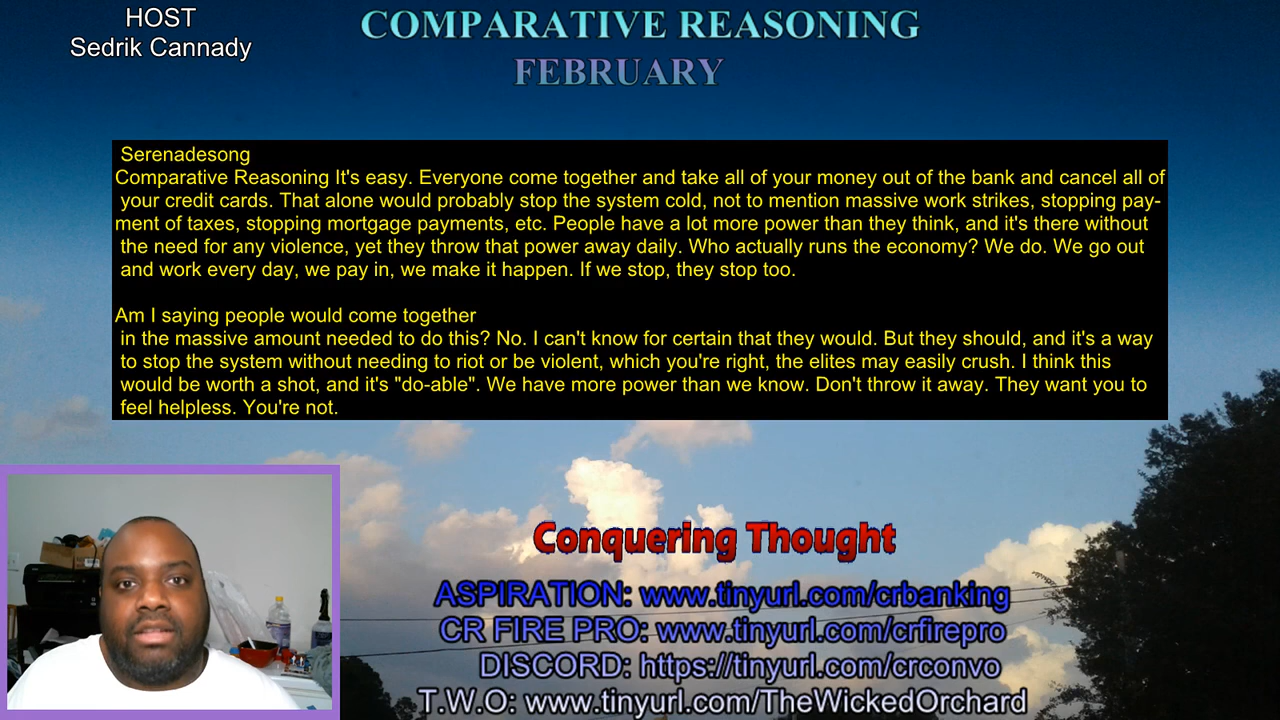 HOST
Sedrik Cannady
COMPARATIVE REASONING
FEBRUARY
Serenadesong
Comparative Reasoning It's easy. Everyone come together and take all of your money out of the bank and cancel all of
your credit cards. That alone would probably stop the system cold, not to mention massive work strikes, stopping pay-
ment of taxes, stopping mortgage payments, etc. People have a lot more power than they think, and it's there without
the need for any violence, yet they throw that power away daily. Who actually runs the economy? We do. We go out
and work every day, we pay in, we make it happen. If we stop, they stop too.
Am I saying people would come together
in the massive amount needed to do this? No. I can't know for certain that they would. But they should, and it's a way
to stop the system without needing to riot or be violent, which you're right, the elites may easily crush. I think this
would be worth a shot, and it's "do-able". We have more power than we know. Don't throw it away. They want you to
feel helpless. You're not.
Conquering Thought
ASPIRATION: www.tinyurl.com/crbanking
CR FIRE PRO: www.tinyurl.com/crfirepro
DISCORD: https://tinyurl.com/crconvo
T.W.O: www.tinyurl.com/TheWickedOrchard